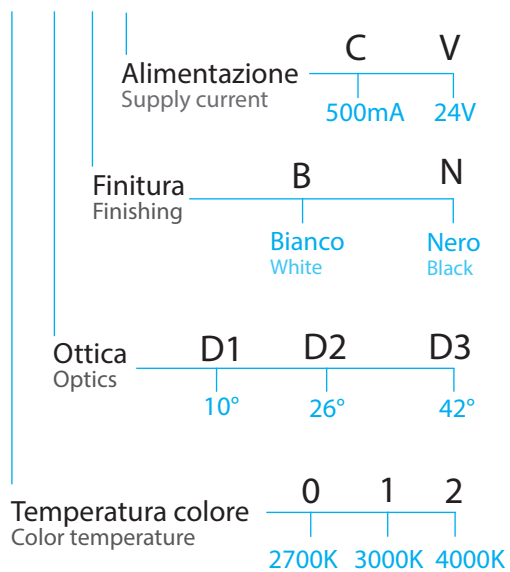 C V
Alimentazione
Supply current
500mA 24V
Finitura B N
Finishing
Bianco Nero
White Black
Ottica D1 D2 D3
Optics
10° 26° 42°
0 1 2
Temperatura colore
Color temperature
2700K 3000K 4000K